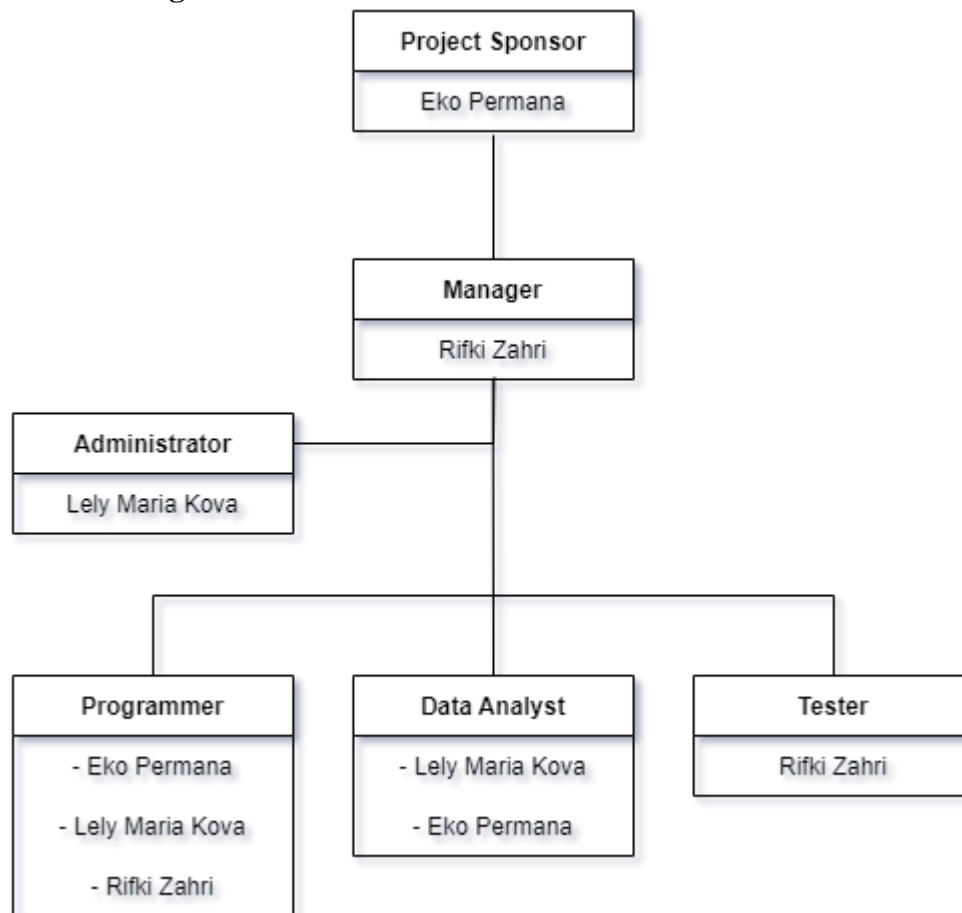 Project Sponsor
Eko Permana
Manager
Rifki Zahri
Administrator
Lely Maria Kova
Programmer
- Eko Permana
- Lely Maria Kova
- Rifki Zahri
Data Analyst
- Lely Maria Kova
- Eko Permana
Tester
Rifki Zahri